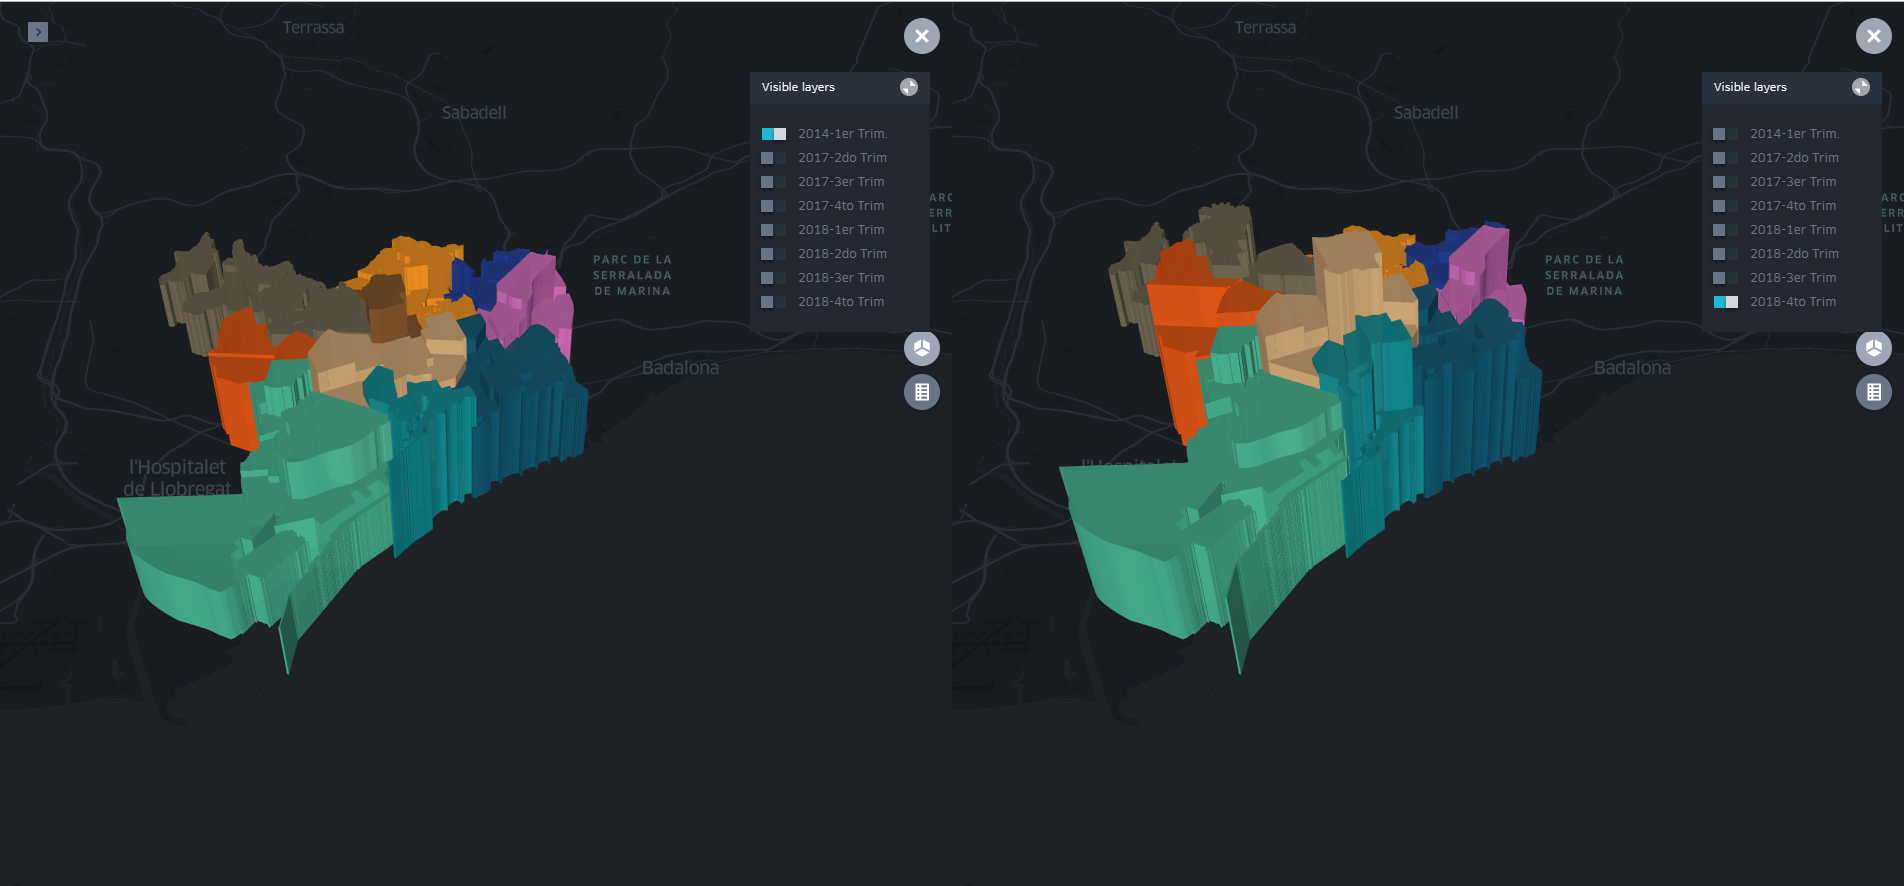 Terrassa
Sabadell
Visible layers
2014-1er Trim.
2017-2do Trim
2017-3er Trim
2017-4to Trim
2018-1er Trim
2018-2do Trim
2018-3er Trim
2018-4to Trim
ARC
ERR
LIT
PARC DE LA
SERRALADA
DE MARINA
Badalona
l'Hospitalet
de Llobregat
Terrassa
Sabadell
Visible layers
2014-1er Trim.
2017-2do Trim
2017-3er Trim
2017-4to Trim
2018-1er Trim
2018-2do Trim
2018-3er Trim
2018-4to Trim
ARC
ERR
LIT
PARC DE LA
SERRALADA
DE MARINA
Badalona
l'Hospitalet